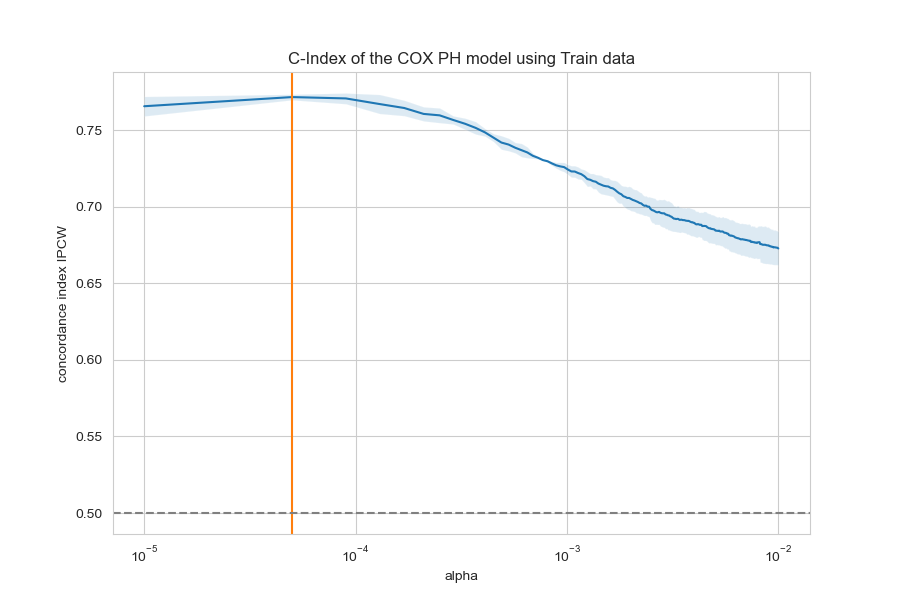 C-Index of the COX PH model using Train data
concordance index IPCW
0.75
0.70
0.65
0.60
0.55
0.50
10⁻⁵ 10⁻⁴ 10⁻³ 10⁻²
alpha